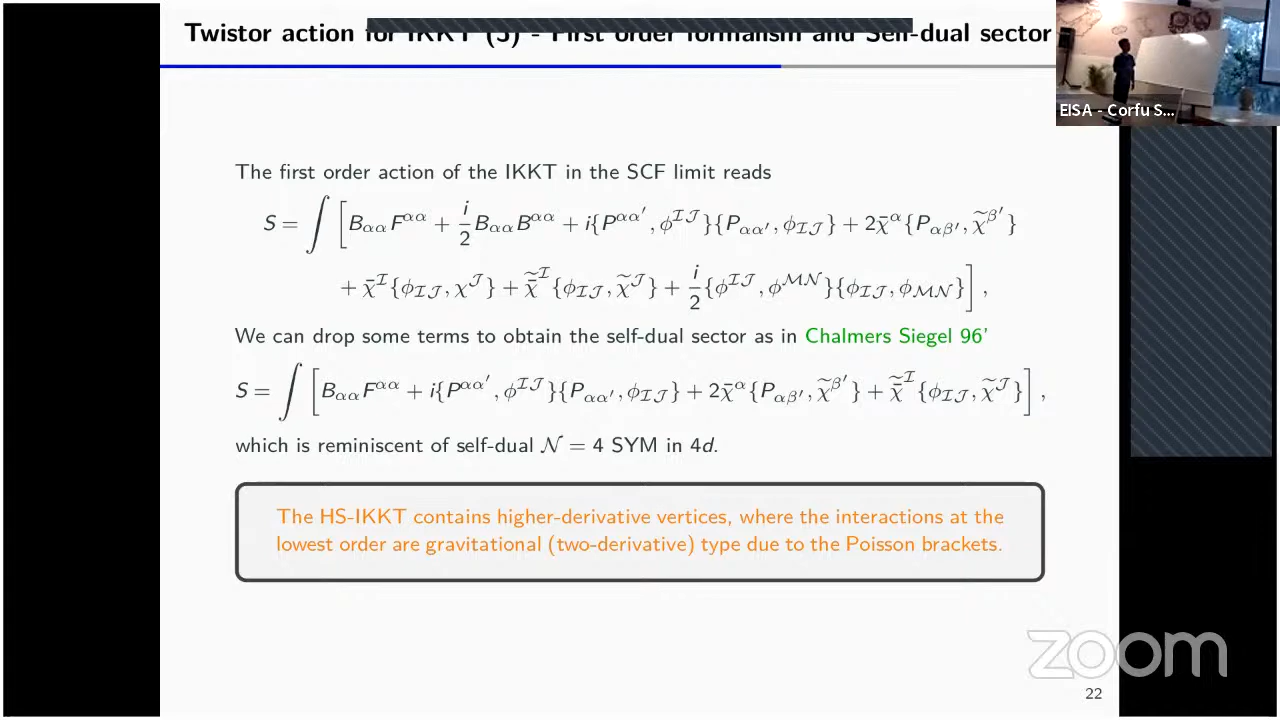 Twistor action for IKKT (5) - First order formalism and Self-dual sector
EISA - Corfu S...
The first order action of the IKKT in the SCF limit reads
S = ∫ [ B_{αα}F^{αα} + i/2 B_{αα}B^{αα} + i{P^{αα′}, ϕ^{ℐ𝒥}}{P_{αα′}, ϕ_{ℐ𝒥}} + 2χ̄^α{P_{αβ′}, χ̃^{β′}}
+ χ̄^ℐ{ϕ_{ℐ𝒥}, χ^𝒥} + χ̄̃^ℐ{ϕ_{ℐ𝒥}, χ̃^𝒥} + i/2 {ϕ^{ℐ𝒥}, ϕ^{ℳ𝒩}}{ϕ_{ℐ𝒥}, ϕ_{ℳ𝒩}} ] ,
We can drop some terms to obtain the self-dual sector as in Chalmers Siegel 96'
S = ∫ [ B_{αα}F^{αα} + i{P^{αα′}, ϕ^{ℐ𝒥}}{P_{αα′}, ϕ_{ℐ𝒥}} + 2χ̄^α{P_{αβ′}, χ̃^{β′}} + χ̄̃^ℐ{ϕ_{ℐ𝒥}, χ̃^𝒥} ] ,
which is reminiscent of self-dual 𝒩 = 4 SYM in 4d.
The HS-IKKT contains higher-derivative vertices, where the interactions at the
lowest order are gravitational (two-derivative) type due to the Poisson brackets.
zoom
22